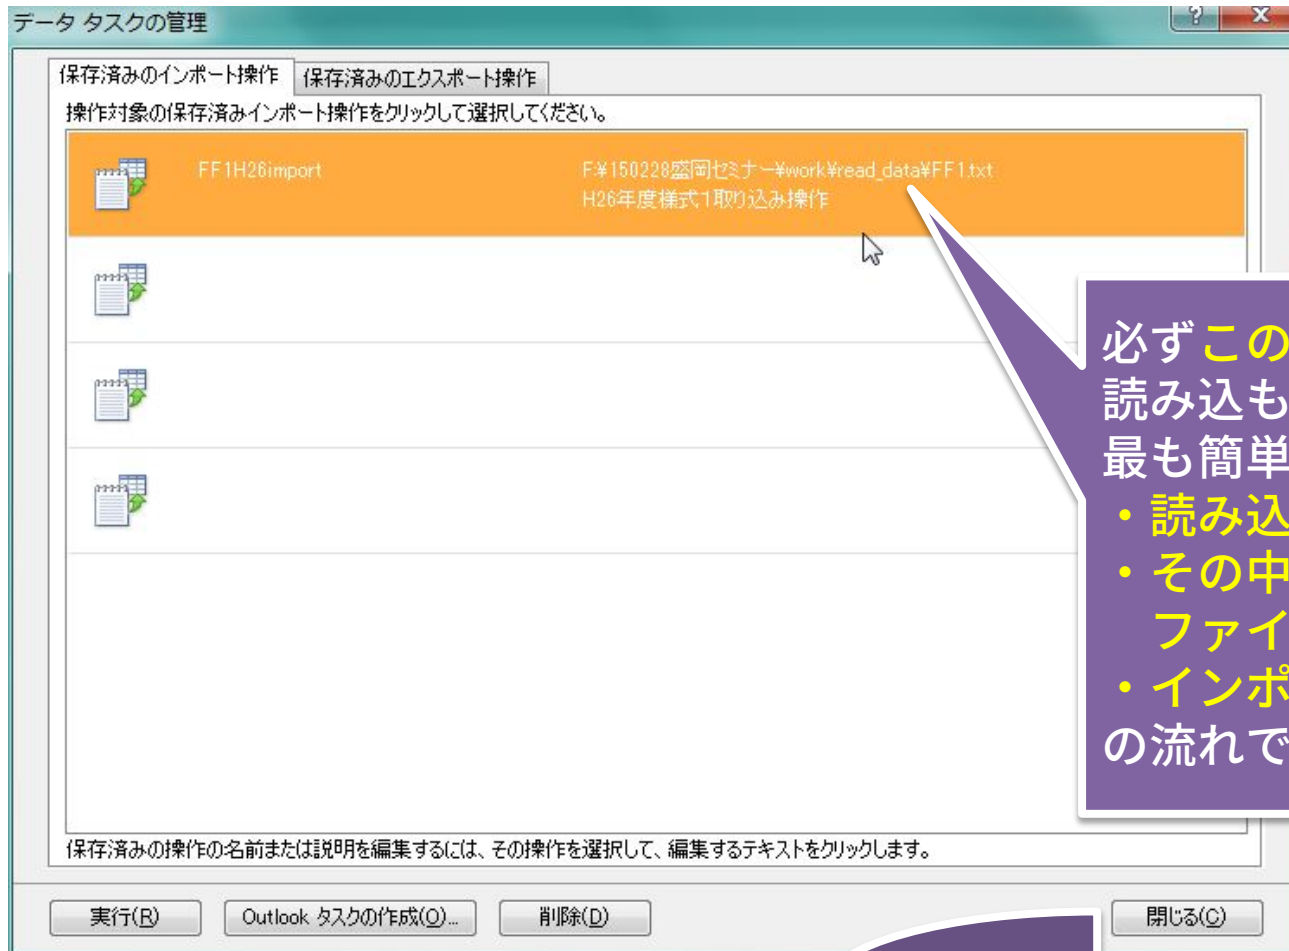 データ タスクの管理
保存済みのインポート操作
保存済みのエクスポート操作
操作対象の保存済みインポート操作をクリックして選択してください。
FF1H26import
F:¥150228盛岡セミナー¥work¥read_data¥FF1.txt
H26年度様式1取り込み操作
必ずこの
読み込も
最も簡単
・読み込
・その中
ファイ
・インポ
の流れで
保存済みの操作の名前または説明を編集するには、その操作を選択して、編集するテキストをクリックします。
実行(R)
Outlook タスクの作成(O)...
削除(D)
閉じる(C)